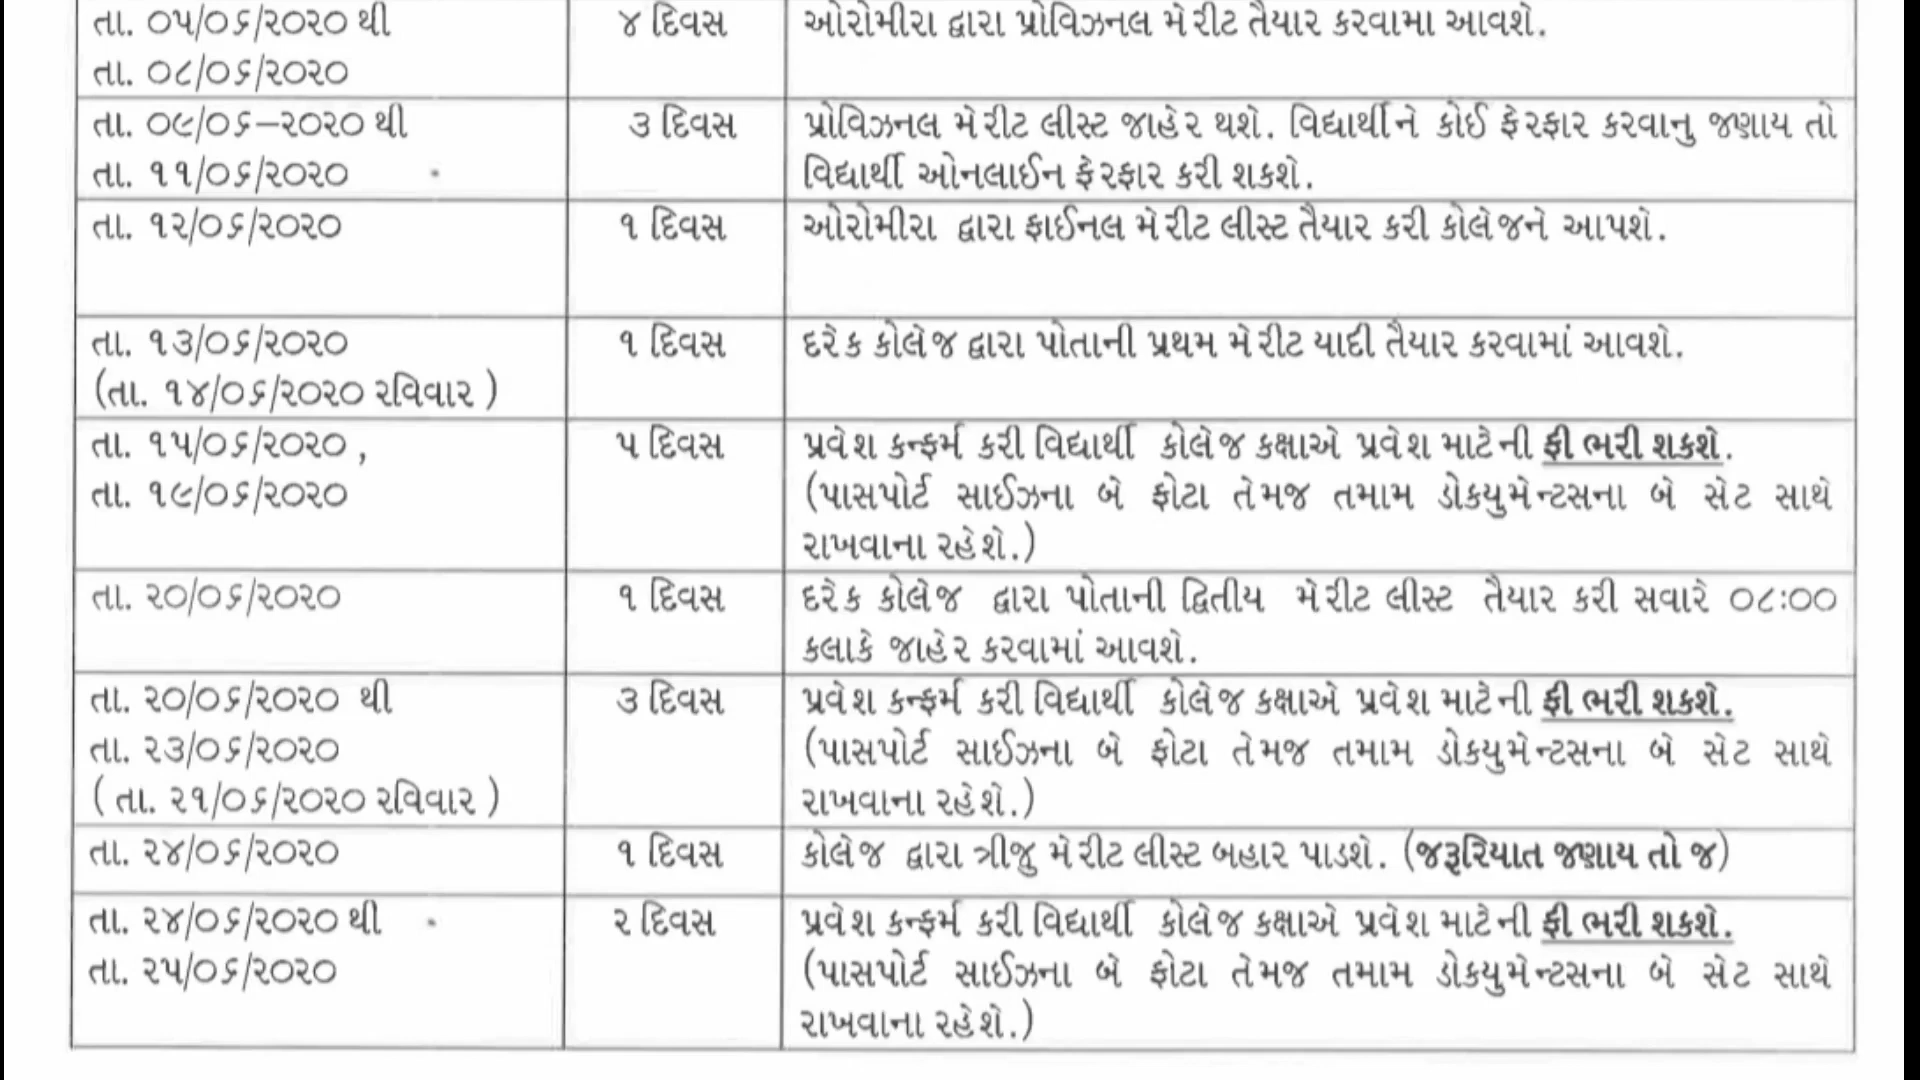 તા. ૦૫/૦૬/૨૦૨૦ થી
તા. ૦૮/૦૬/૨૦૨૦
૪ દિવસ
ઓરોમીરા દ્વારા પ્રોવિઝનલ મેરીટ તૈયાર કરવામા આવશે.
તા. ૦૯/૦૬–૨૦૨૦ થી
તા. ૧૧/૦૬/૨૦૨૦
૩ દિવસ
પ્રોવિઝનલ મેરીટ લીસ્ટ જાહેર થશે. વિદ્યાર્થીને કોઈ ફેરફાર કરવાનુ જણાય તો
વિદ્યાર્થી ઓનલાઈન ફેરફાર કરી શકશે.
તા. ૧૨/૦૬/૨૦૨૦
૧ દિવસ
ઓરોમીરા દ્વારા ફાઈનલ મેરીટ લીસ્ટ તૈયાર કરી કોલેજને આપશે.
તા. ૧૩/૦૬/૨૦૨૦
(તા. ૧૪/૦૬/૨૦૨૦ રવિવાર )
૧ દિવસ
દરેક કોલેજ દ્વારા પોતાની પ્રથમ મેરીટ યાદી તૈયાર કરવામાં આવશે.
તા. ૧૫/૦૬/૨૦૨૦ ,
તા. ૧૯/૦૬/૨૦૨૦
૫ દિવસ
પ્રવેશ કન્ફર્મ કરી વિદ્યાર્થી કોલેજ કક્ષાએ પ્રવેશ માટેની ફી ભરી શકશે.
(પાસપોર્ટ સાઈઝના બે ફોટા તેમજ તમામ ડોકયુમેન્ટસના બે સેટ સાથે
રાખવાના રહેશે.)
તા. ૨૦/૦૬/૨૦૨૦
૧ દિવસ
દરેક કોલેજ દ્વારા પોતાની દ્વિતીય મેરીટ લીસ્ટ તૈયાર કરી સવારે ૦૮:૦૦
કલાકે જાહેર કરવામાં આવશે.
તા. ૨૦/૦૬/૨૦૨૦ થી
તા. ૨૩/૦૬/૨૦૨૦
( તા. ૨૧/૦૬/૨૦૨૦ રવિવાર )
૩ દિવસ
પ્રવેશ કન્ફર્મ કરી વિદ્યાર્થી કોલેજ કક્ષાએ પ્રવેશ માટેની ફી ભરી શકશે.
(પાસપોર્ટ સાઈઝના બે ફોટા તેમજ તમામ ડોકયુમેન્ટસના બે સેટ સાથે
રાખવાના રહેશે.)
તા. ૨૪/૦૬/૨૦૨૦
૧ દિવસ
કોલેજ દ્વારા ત્રીજુ મેરીટ લીસ્ટ બહાર પાડશે. (જરૂરિયાત જણાય તો જ)
તા. ૨૪/૦૬/૨૦૨૦ થી
તા. ૨૫/૦૬/૨૦૨૦
૨ દિવસ
પ્રવેશ કન્ફર્મ કરી વિદ્યાર્થી કોલેજ કક્ષાએ પ્રવેશ માટેની ફી ભરી શકશે.
(પાસપોર્ટ સાઈઝના બે ફોટા તેમજ તમામ ડોકયુમેન્ટસના બે સેટ સાથે
રાખવાના રહેશે.)